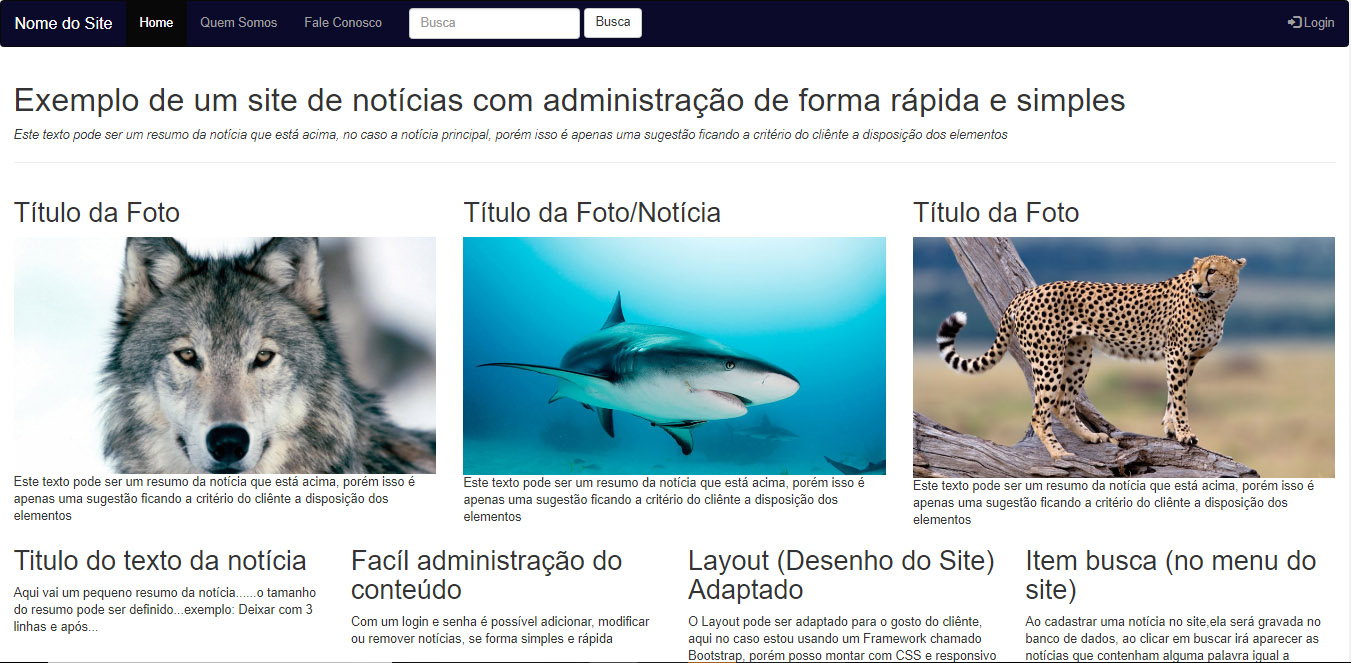 Nome do Site Home Quem Somos Fale Conosco Busca Busca Login
Exemplo de um site de notícias com administração de forma rápida e simples
Este texto pode ser um resumo da notícia que está acima, no caso a notícia principal, porém isso é apenas uma sugestão ficando a critério do cliênte a disposição dos elementos
Título da Foto
Este texto pode ser um resumo da notícia que está acima, porém isso é
apenas uma sugestão ficando a critério do cliênte a disposição dos
elementos
Título da Foto/Notícia
Este texto pode ser um resumo da notícia que está acima, porém isso é
apenas uma sugestão ficando a critério do cliênte a disposição dos
elementos
Título da Foto
Este texto pode ser um resumo da notícia que está acima, porém isso é
apenas uma sugestão ficando a critério do cliênte a disposição dos
elementos
Titulo do texto da notícia
Aqui vai um pequeno resumo da notícia......o tamanho
do resumo pode ser definido...exemplo: Deixar com 3
linhas e após...
Facíl administração do
conteúdo
Com um login e senha é possível adicionar, modificar
ou remover notícias, se forma simples e rápida
Layout (Desenho do Site)
Adaptado
O Layout pode ser adaptado para o gosto do cliênte,
aqui no caso estou usando um Framework chamado
Bootstrap, porém posso montar com CSS e responsivo
Item busca (no menu do
site)
Ao cadastrar uma notícia no site,ela será gravada no
banco de dados, ao clicar em buscar irá aparecer as
notícias que contenham alguma palavra igual a